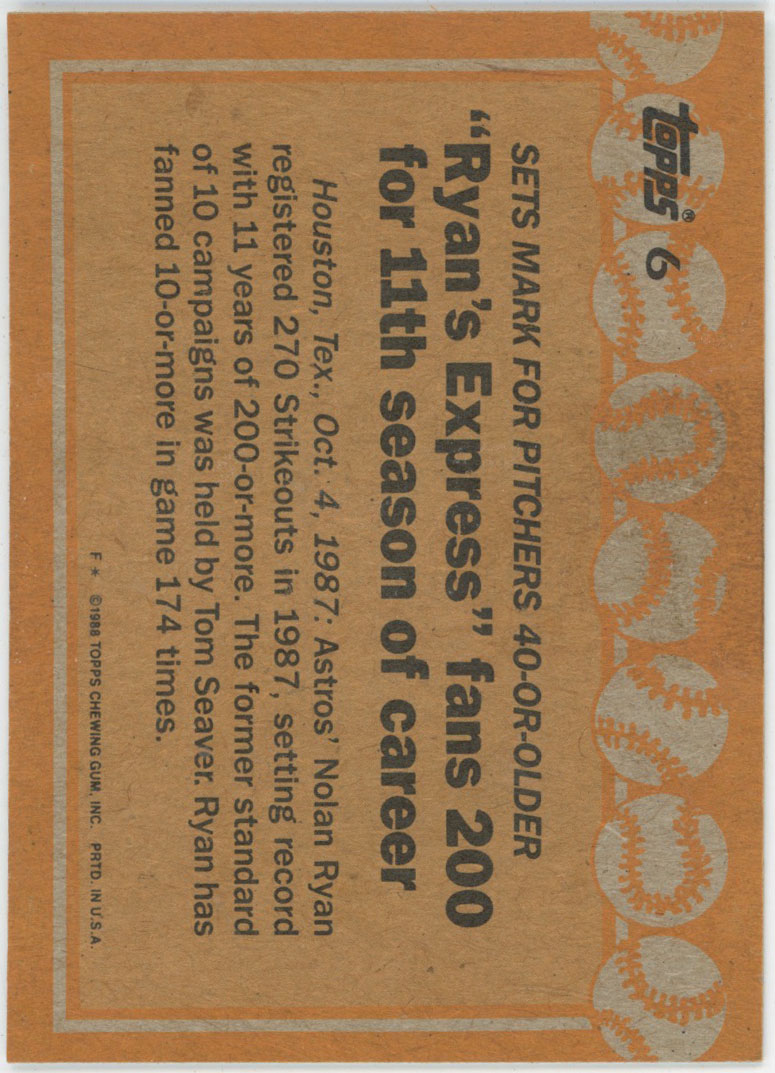 topps® 6
SETS MARK FOR PITCHERS 40-OR-OLDER
“Ryan's Express” fans 200
for 11th season of career
Houston, Tex., Oct. 4, 1987: Astros' Nolan Ryan
registered 270 Strikeouts in 1987, setting record
with 11 years of 200-or-more. The former standard
of 10 campaigns was held by Tom Seaver. Ryan has
fanned 10-or-more in game 174 times.
F* ©1988 TOPPS CHEWING GUM, INC. PRTD. IN U.S.A.